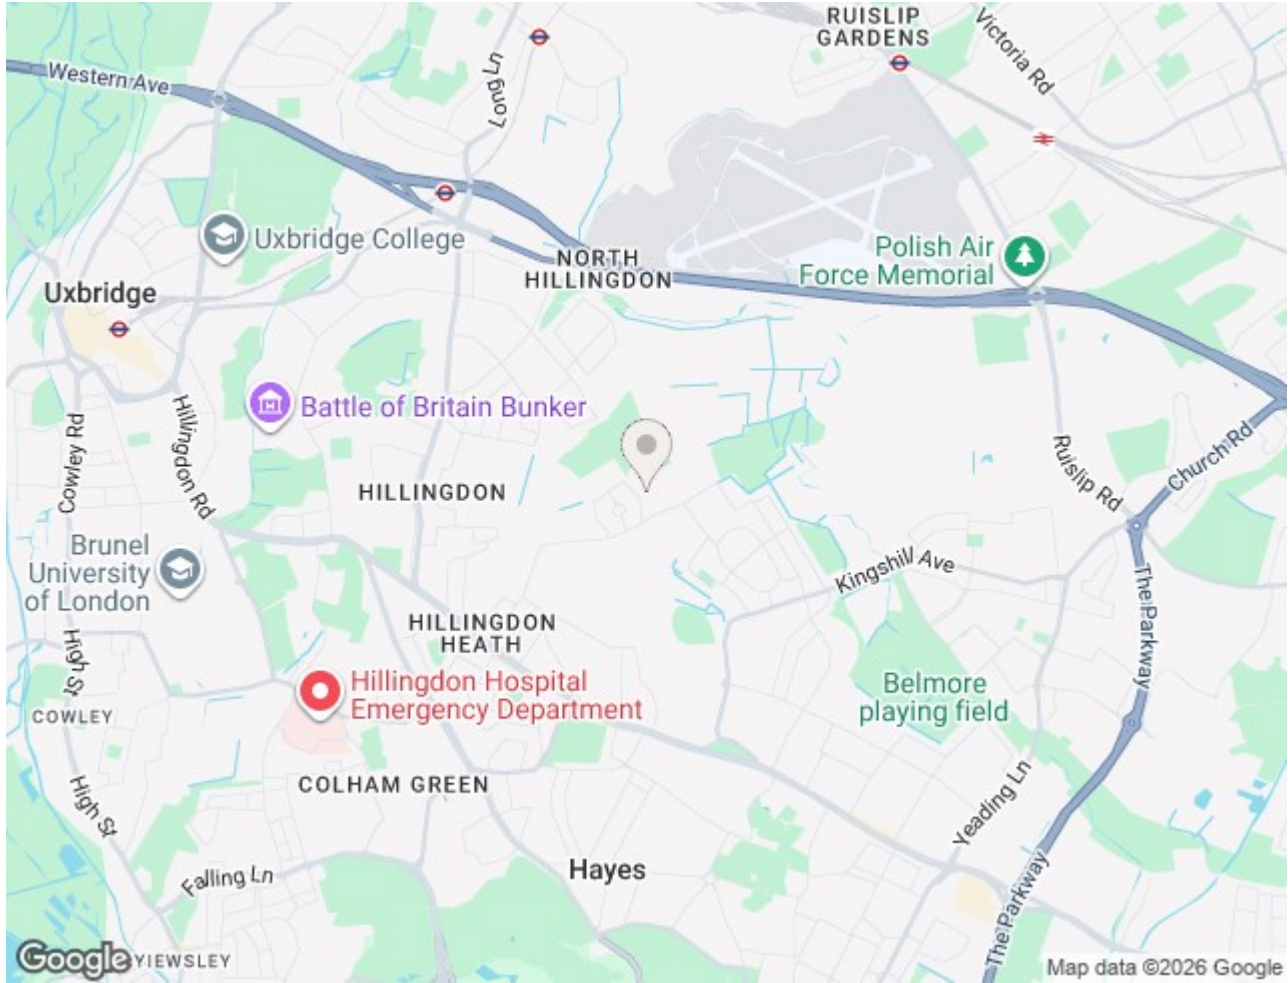 RUISLIP
GARDENS
Victoria Rd
Western Ave
Long Ln
Uxbridge College
NORTH
HILLINGDON
Polish Air
Force Memorial
Uxbridge
Battle of Britain Bunker
Cowley Rd
Hillingdon Rd
HILLINGDON
Ruislip Rd
Church Rd
Brunel
University
of London
Kingshill Ave
The Parkway
HILLINGDON
HEATH
High St
Hillingdon Hospital
Emergency Department
Belmore
playing field
COWLEY
COLHAM GREEN
High St
Yeading Ln
Falling Ln
Hayes
The Parkway
Google
YIEWSLEY
Map data ©2026 Google